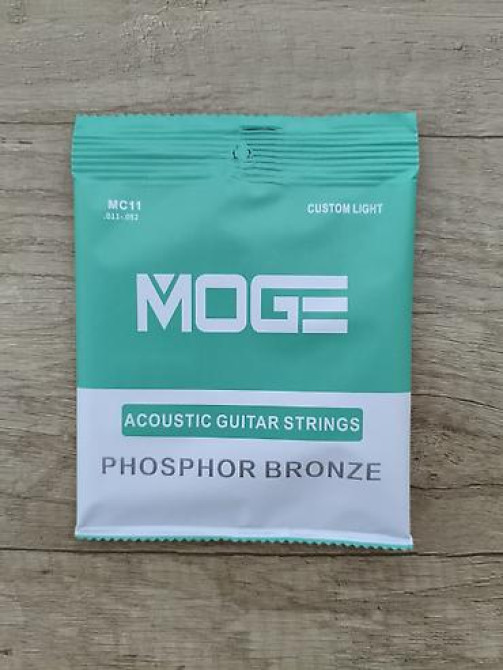 MC11
CUSTOM LIGHT
.011-.052
MOGE
ACOUSTIC GUITAR STRINGS
PHOSPHOR BRONZE